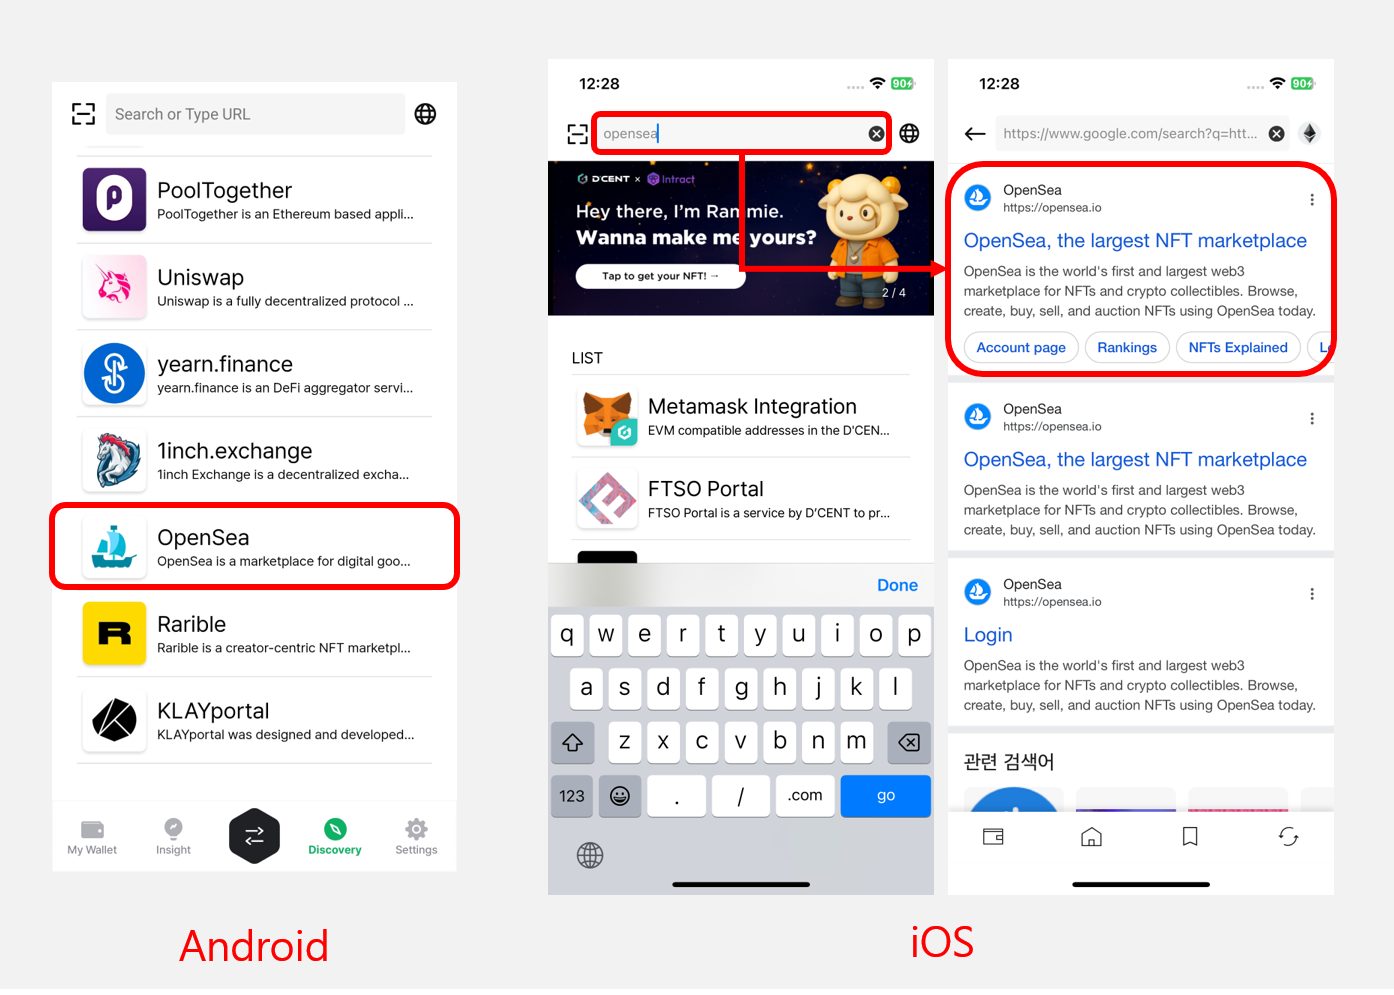 Search or Type URL
PoolTogether
PoolTogether is an Ethereum based appli...
Uniswap
Uniswap is a fully decentralized protocol ...
yearn.finance
yearn.finance is an DeFi aggregator servi...
1inch.exchange
1inch Exchange is a decentralized excha...
OpenSea
OpenSea is a marketplace for digital goo...
Rarible
Rarible is a creator-centric NFT marketpl...
KLAYportal
KLAYportal was designed and developed...
My Wallet
Insight
Discovery
Settings
Android
12:28
90
opensea
D'CENT × Intract
Hey there, I'm Rammie.
Wanna make me yours?
Tap to get your NFT! →
2 / 4
LIST
Metamask Integration
EVM compatible addresses in the D'CEN...
FTSO Portal
FTSO Portal is a service by D'CENT to pr...
Done
q w e r t y u i o p
a s d f g h j k l
z x c v b n m
123 . / .com go
12:28
90
https://www.google.com/search?q=htt...
OpenSea
https://opensea.io
OpenSea, the largest NFT marketplace
OpenSea is the world's first and largest web3
marketplace for NFTs and crypto collectibles. Browse,
create, buy, sell, and auction NFTs using OpenSea today.
Account page Rankings NFTs Explained
OpenSea
https://opensea.io
OpenSea, the largest NFT marketplace
OpenSea is the world's first and largest web3
marketplace for NFTs and crypto collectibles. Browse,
create, buy, sell, and auction NFTs using OpenSea today.
OpenSea
https://opensea.io
Login
OpenSea is the world's first and largest web3
marketplace for NFTs and crypto collectibles. Browse,
create, buy, sell, and auction NFTs using OpenSea today.
관련 검색어
iOS